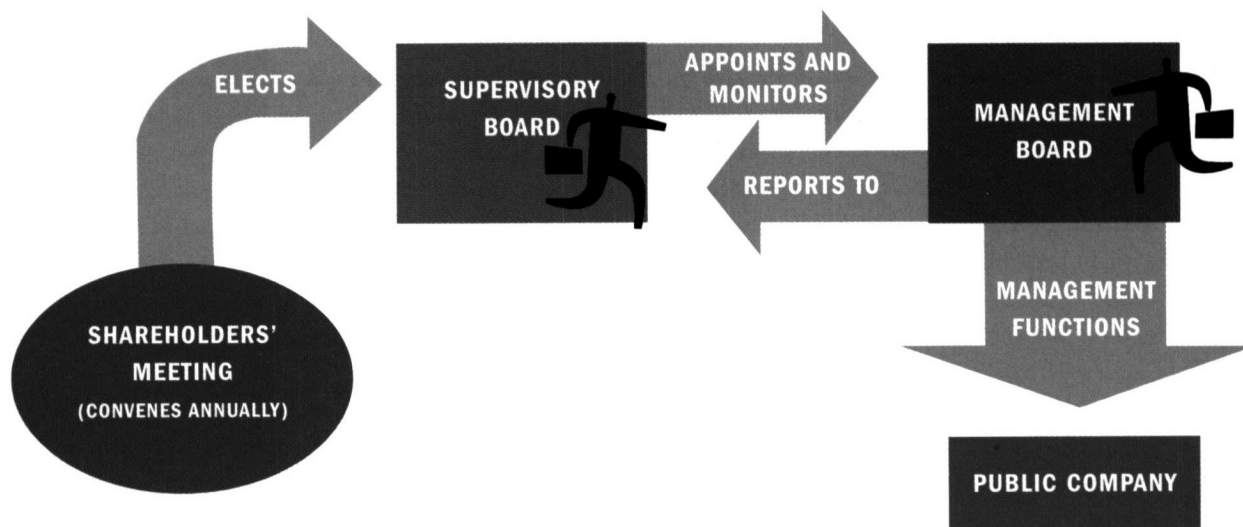 ELECTS
SUPERVISORY
BOARD
APPOINTS AND
MONITORS
MANAGEMENT
BOARD
REPORTS TO
MANAGEMENT
FUNCTIONS
SHAREHOLDERS'
MEETING
(CONVENES ANNUALLY)
PUBLIC COMPANY